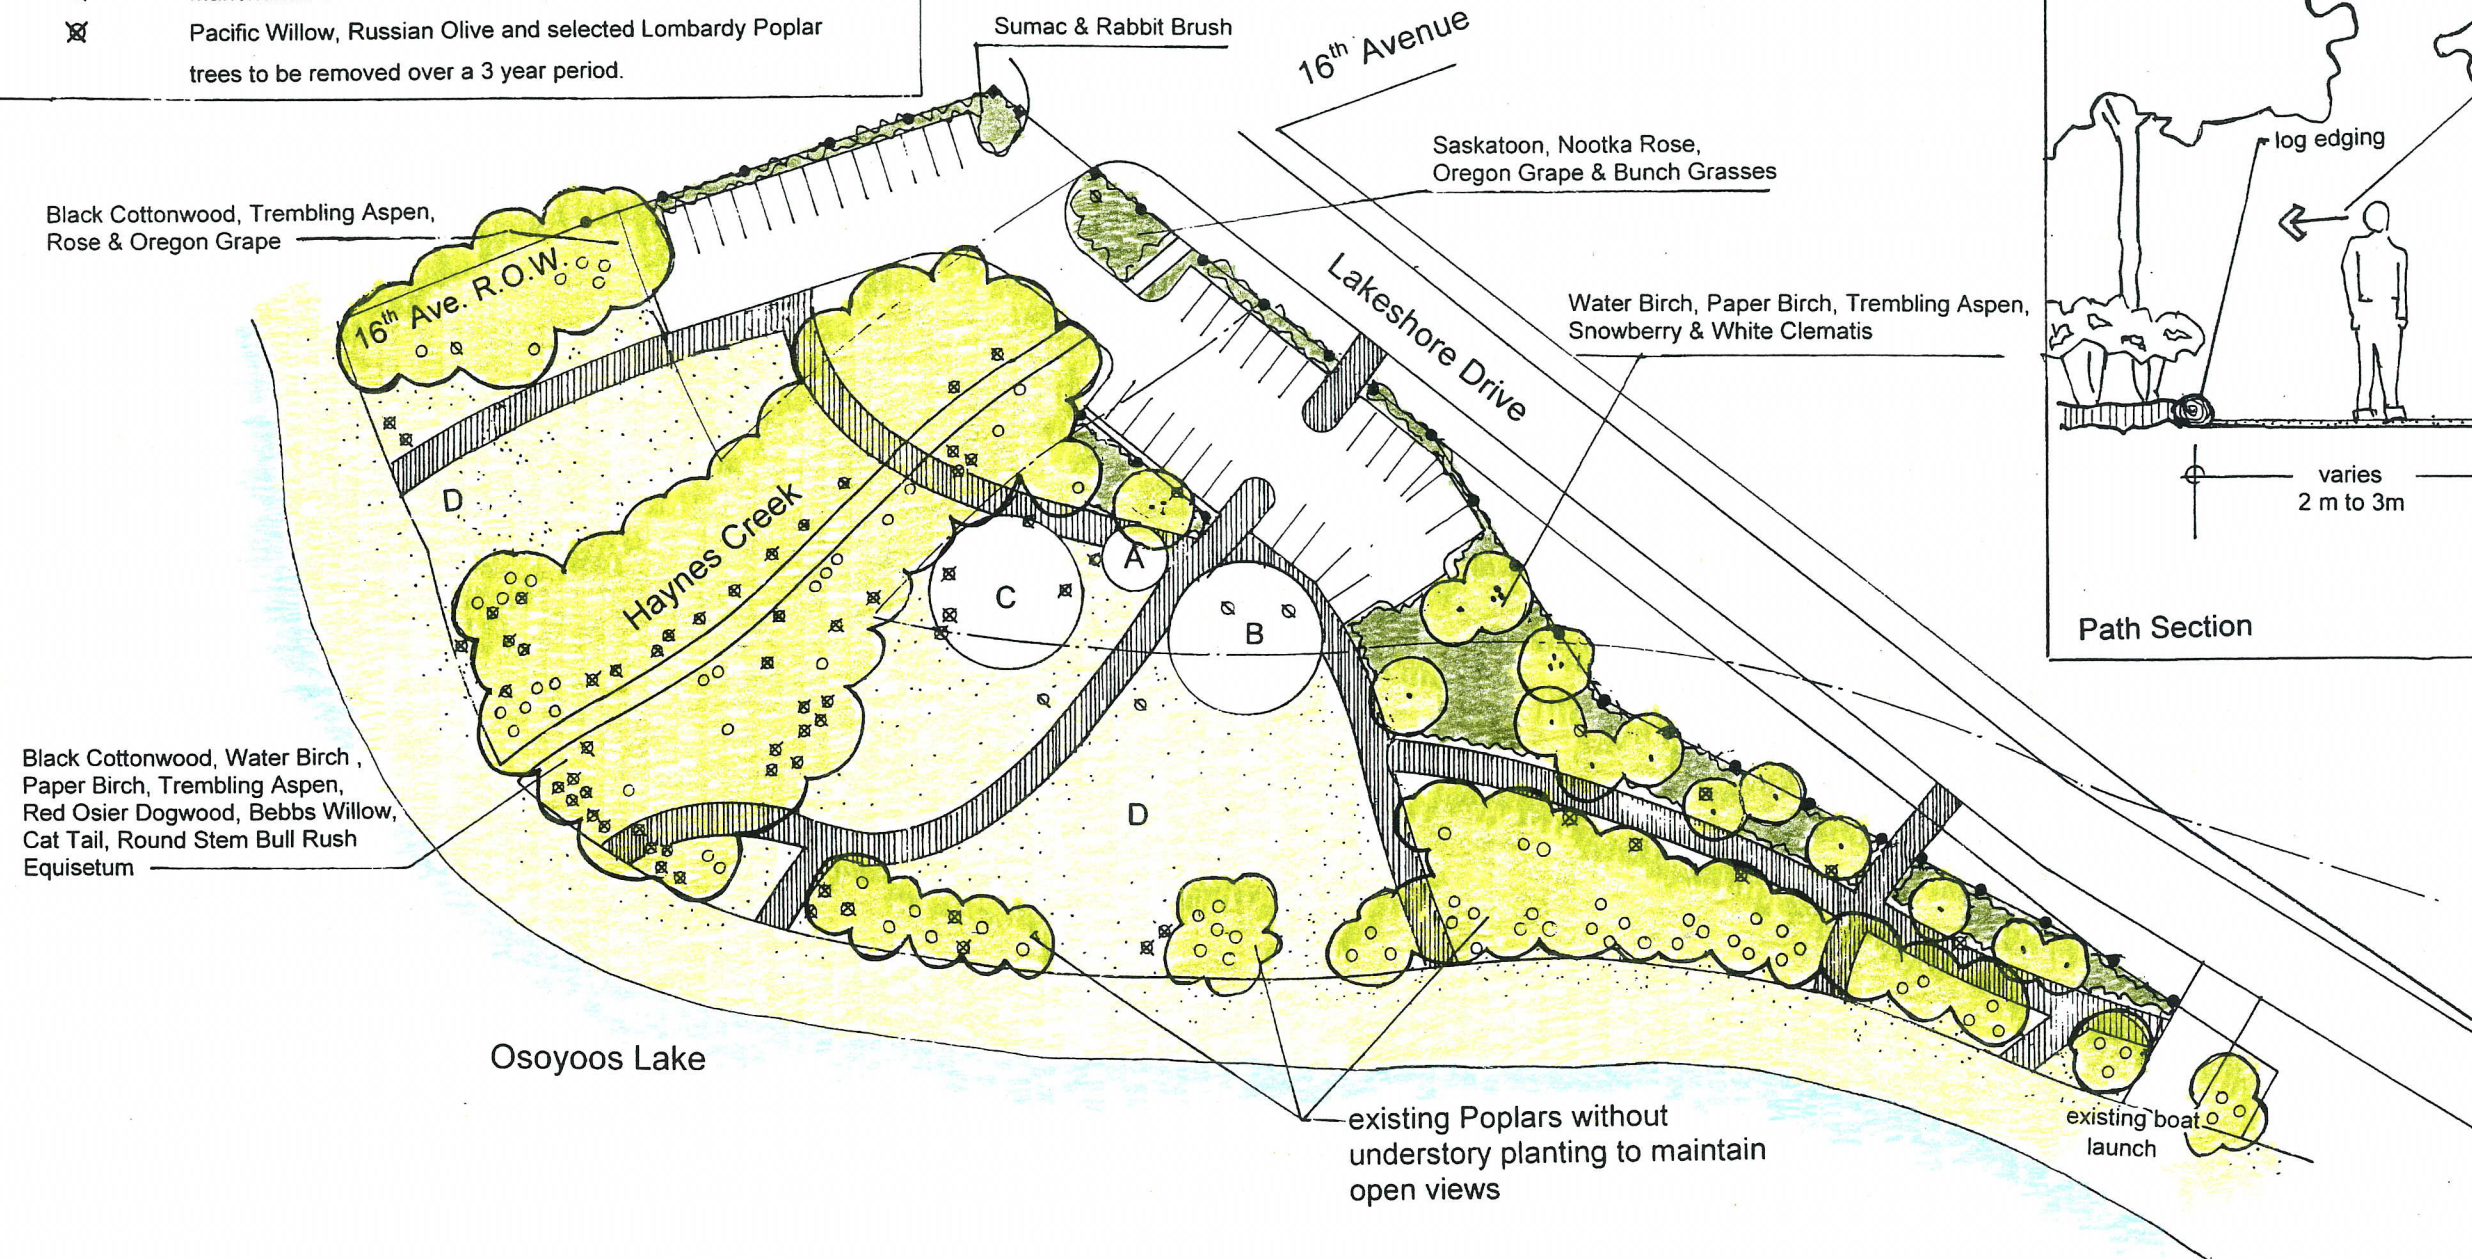 Pacific Willow, Russian Olive and selected Lombardy Poplar
trees to be removed over a 3 year period.
Sumac & Rabbit Brush
16th Avenue
log edging
Saskatoon, Nootka Rose,
Oregon Grape & Bunch Grasses
Black Cottonwood, Trembling Aspen,
Rose & Oregon Grape
16th Ave. R.O.W.
Lakeshore Drive
Water Birch, Paper Birch, Trembling Aspen,
Snowberry & White Clematis
varies
2 m to 3m
D
Haynes Creek
A
C
B
Path Section
Black Cottonwood, Water Birch ,
Paper Birch, Trembling Aspen,
Red Osier Dogwood, Bebbs Willow,
Cat Tail, Round Stem Bull Rush
Equisetum
D
Osoyoos Lake
existing Poplars without
understory planting to maintain
open views
existing boat
launch